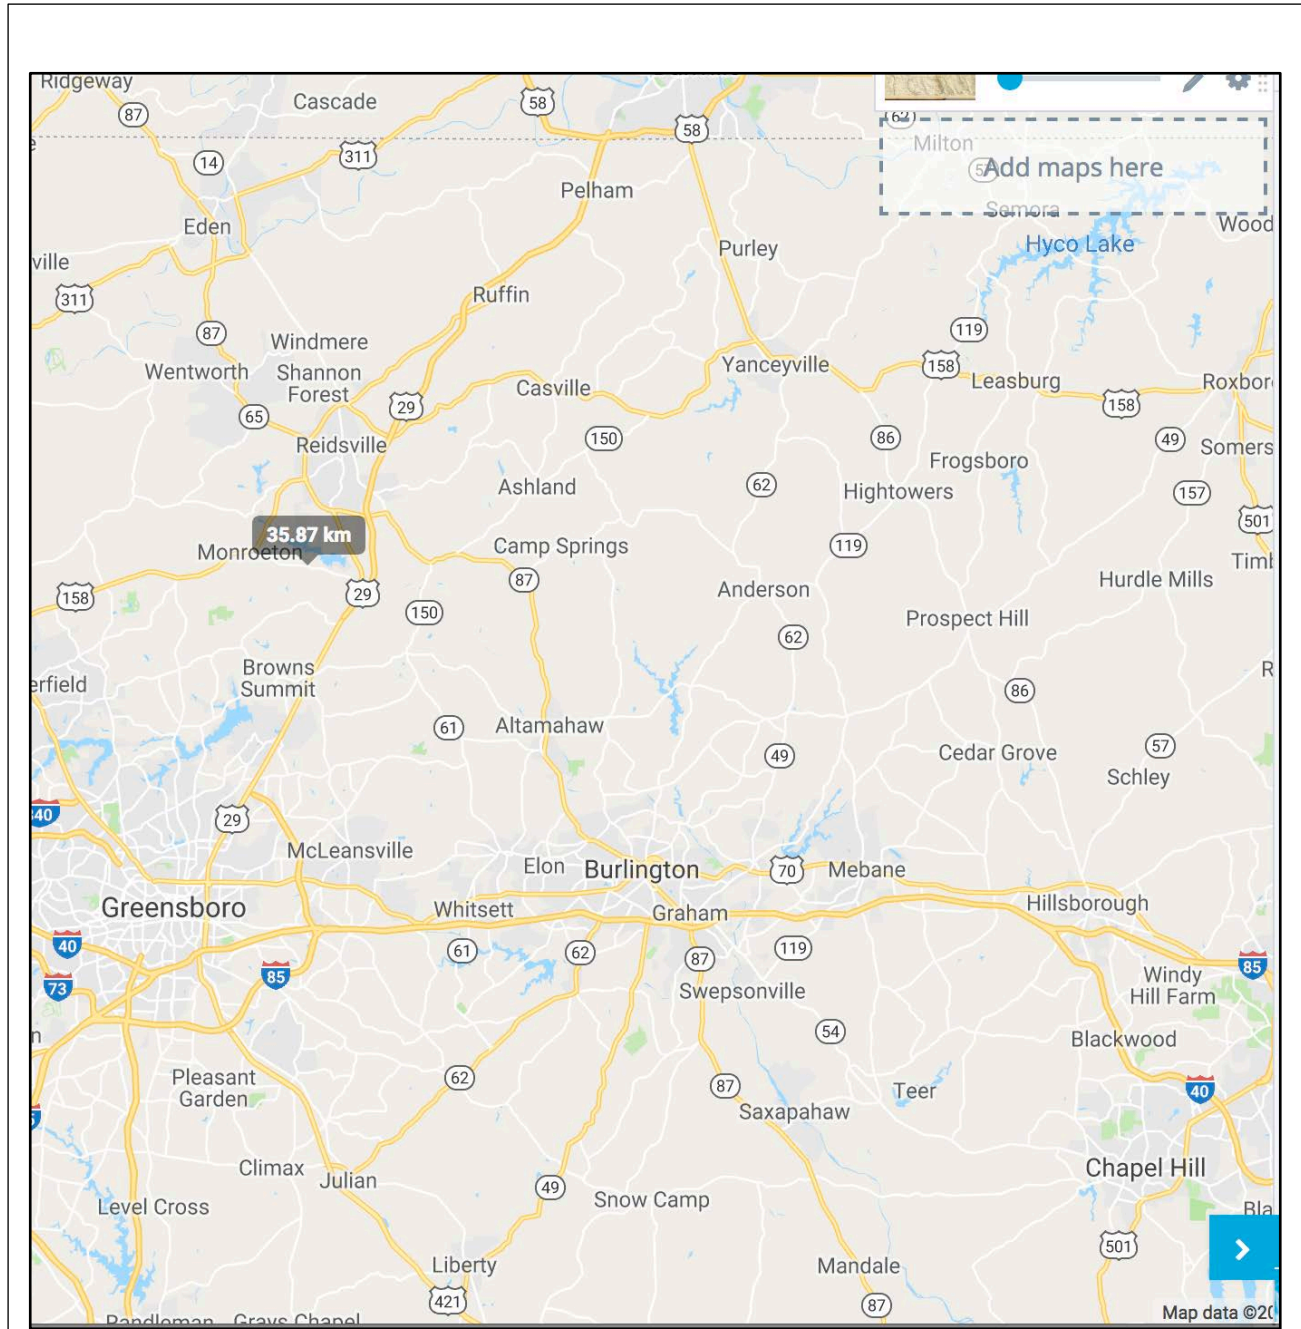 Ridgeway
Cascade
58
87
58
62
Milton
311
14
57
Add maps here
Pelham
Semora
Eden
Wood
Purley
Hyco Lake
ville
311
Ruffin
119
87
Windmere
Yanceyville
158
Wentworth
Shannon
Forest
Leasburg
Roxbor
Casville
29
158
65
150
86
49
Reidsville
Somers
Frogsboro
Ashland
62
Hightowers
157
501
35.87 km
Monroeton
Camp Springs
119
Timb
87
Hurdle Mills
Anderson
158
29
150
Prospect Hill
62
Browns
Summit
R
erfield
86
61
Altamahaw
49
Cedar Grove
57
Schley
840
29
McLeansville
Elon
Burlington
70
Mebane
Greensboro
Whitsett
Graham
Hillsborough
40
61
62
119
87
85
73
85
Windy
Hill Farm
Swepsonville
n
54
Blackwood
Pleasant
Garden
62
87
Teer
40
Saxapahaw
Climax
Julian
Chapel Hill
49
Level Cross
Snow Camp
Bla
501
Liberty
Mandale
421
87
Map data ©20
Randleman
Grays Chapel